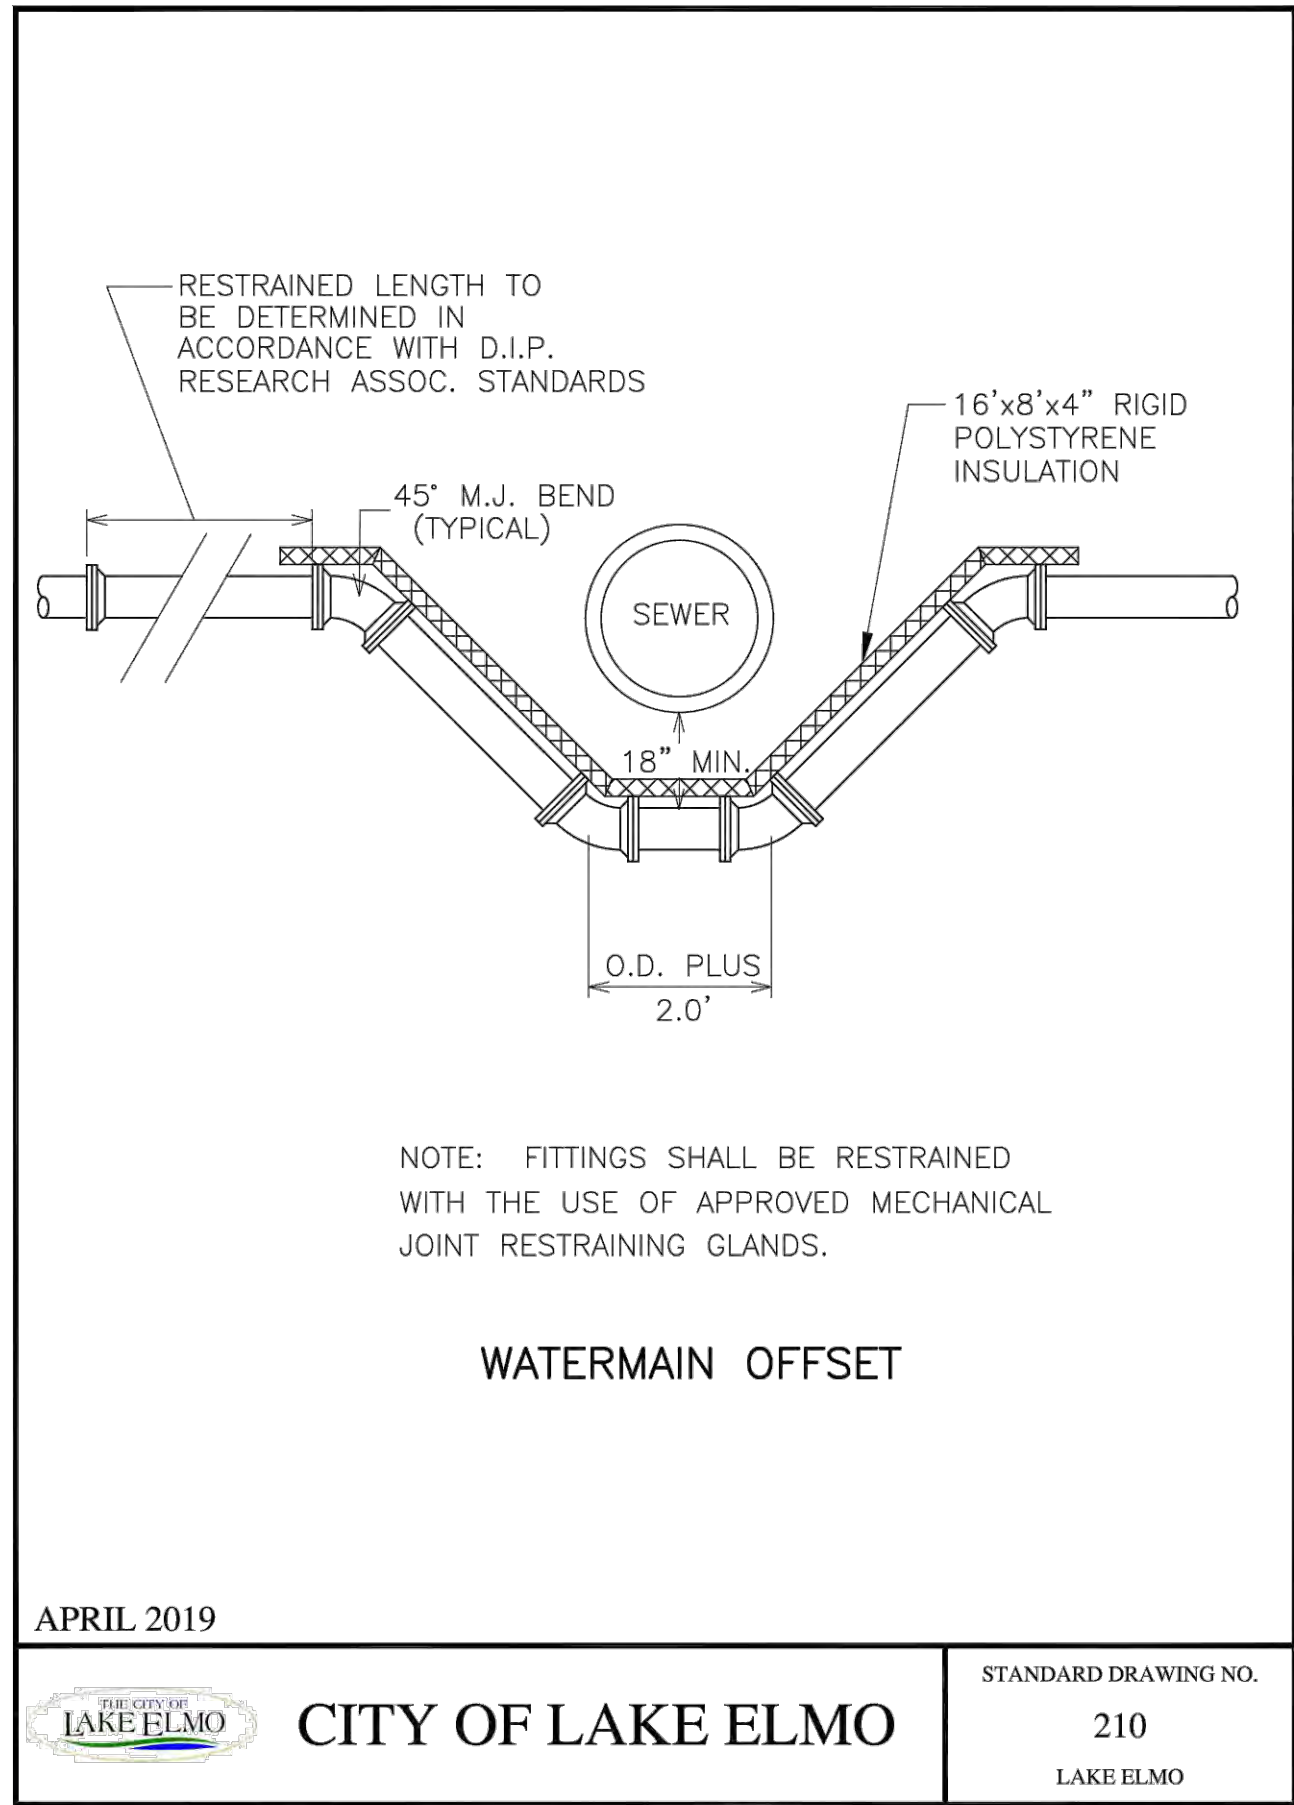 RESTRAINED LENGTH TO
BE DETERMINED IN
ACCORDANCE WITH D.I.P.
RESEARCH ASSOC. STANDARDS
16'x8'x4" RIGID
POLYSTYRENE
INSULATION
45° M.J. BEND
(TYPICAL)
SEWER
18" MIN.
O.D. PLUS
2.0'
NOTE: FITTINGS SHALL BE RESTRAINED
WITH THE USE OF APPROVED MECHANICAL
JOINT RESTRAINING GLANDS.
WATERMAIN OFFSET
APRIL 2019
THE CITY OF
LAKE ELMO
CITY OF LAKE ELMO
STANDARD DRAWING NO.
210
LAKE ELMO